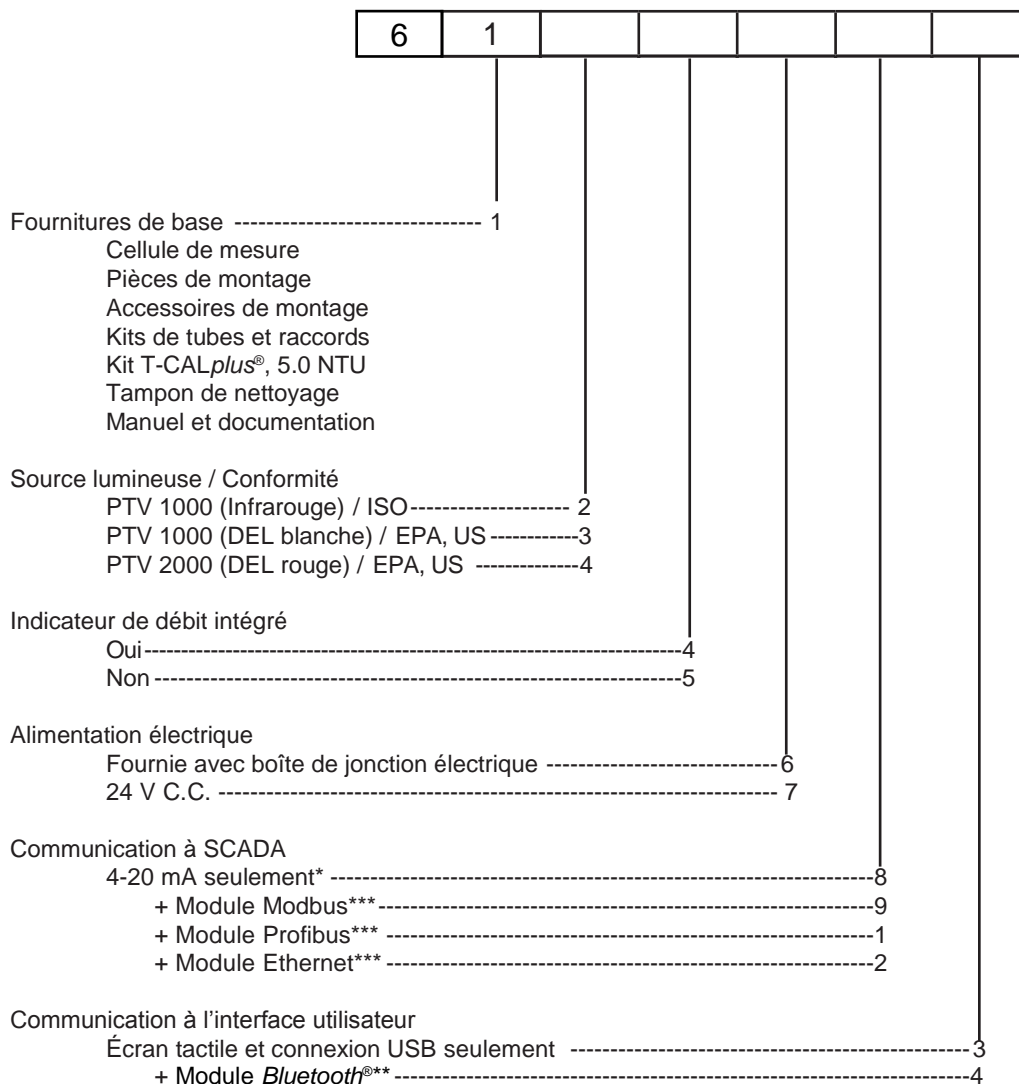 6 1
Fournitures de base ------------------------------- 1
Cellule de mesure
Pièces de montage
Accessoires de montage
Kits de tubes et raccords
Kit T-CALplus®, 5.0 NTU
Tampon de nettoyage
Manuel et documentation
Source lumineuse / Conformité
PTV 1000 (Infrarouge) / ISO-------------------- 2
PTV 1000 (DEL blanche) / EPA, US ------------3
PTV 2000 (DEL rouge) / EPA, US --------------4
Indicateur de débit intégré
Oui-------------------------------------------------------------------4
Non ------------------------------------------------------------------5
Alimentation électrique
Fournie avec boîte de jonction électrique -----------------------------6
24 V C.C. ---------------------------------------------------------------------- 7
Communication à SCADA
4-20 mA seulement* --------------------------------------------------------------------8
+ Module Modbus***--------------------------------------------------------------9
+ Module Profibus*** -------------------------------------------------------------1
+ Module Ethernet*** -------------------------------------------------------------2
Communication à l’interface utilisateur
Écran tactile et connexion USB seulement --------------------------------------------------3
+ Module Bluetooth®** ------------------------------------------------------------------------4